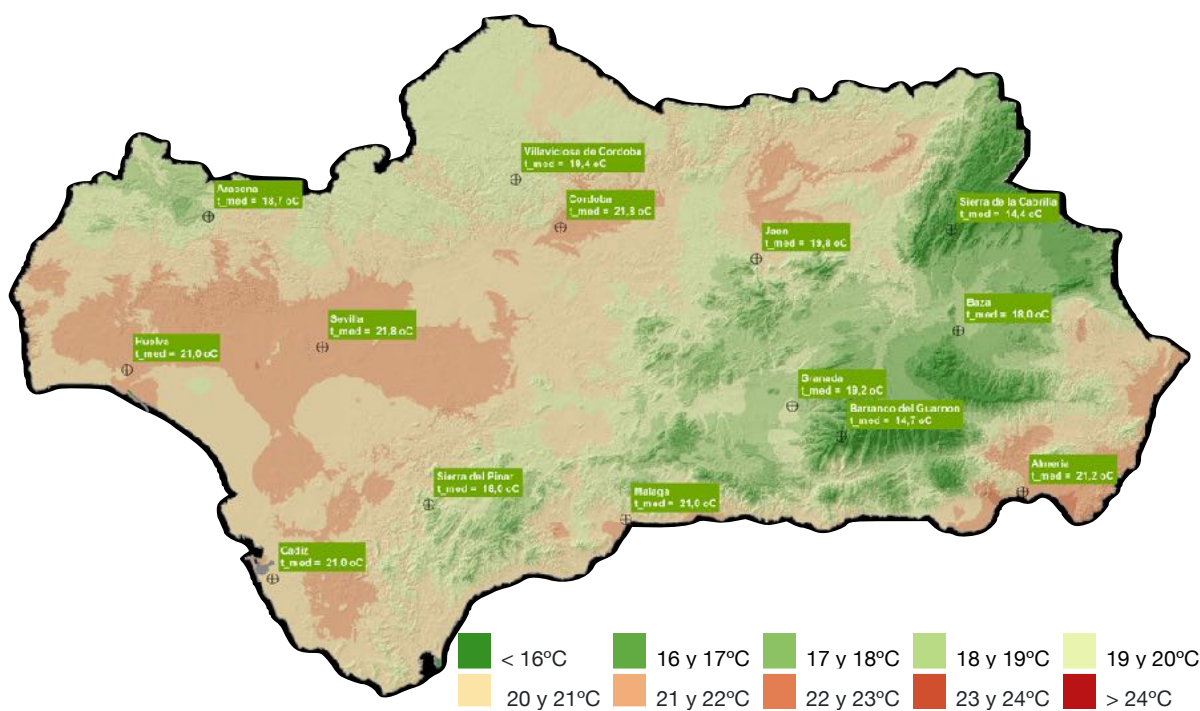 Villaviciosa de Cordoba
t_med = 19,4 oC
Aracena
t_med = 18,7 oC
Cordoba
t_med = 21,8 oC
Sierra de la Cabrilla
t_med = 14,4 oC
Jaen
t_med = 19,8 oC
Baza
t_med = 18,0 oC
Sevilla
t_med = 21,8 oC
Huelva
t_med = 21,0 oC
Granada
t_med = 19,2 oC
Barranco del Guarnon
t_med = 14,7 oC
Almeria
t_med = 21,2 oC
Sierra del Pinar
t_med = 18,0 oC
Malaga
t_med = 21,0 oC
Cadiz
t_med = 21,0 oC
< 16ºC 16 y 17ºC 17 y 18ºC 18 y 19ºC 19 y 20ºC
20 y 21ºC 21 y 22ºC 22 y 23ºC 23 y 24ºC > 24ºC